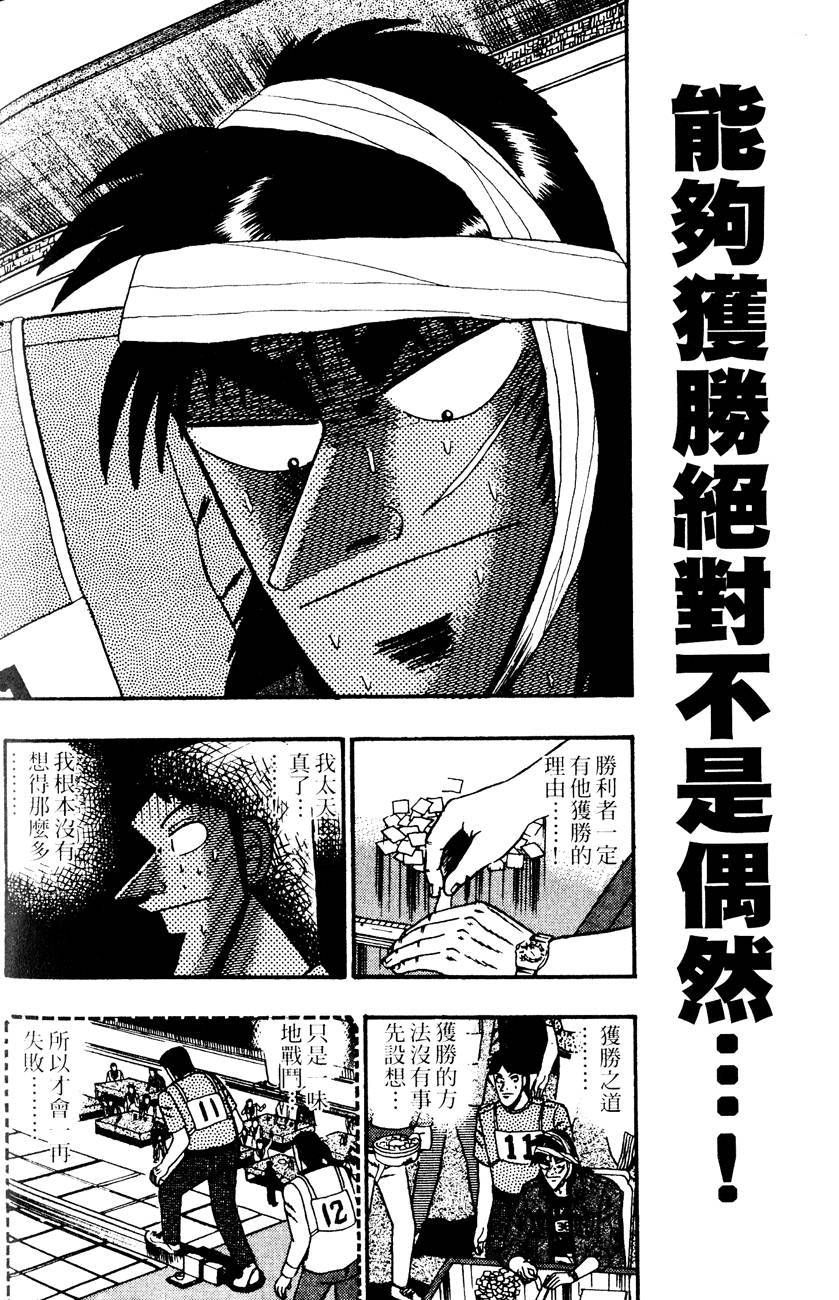 能夠獲勝絕對不是偶然…!
勝利者一定
有他獲勝的
理由……!
我太天
真了…
……
我根本沒有
想得那麼多
……
獲勝之道
……
獲勝的方
法沒有事
先設想…
只是一味
地戰鬥…
所以才會一再
失敗……
11
11
12